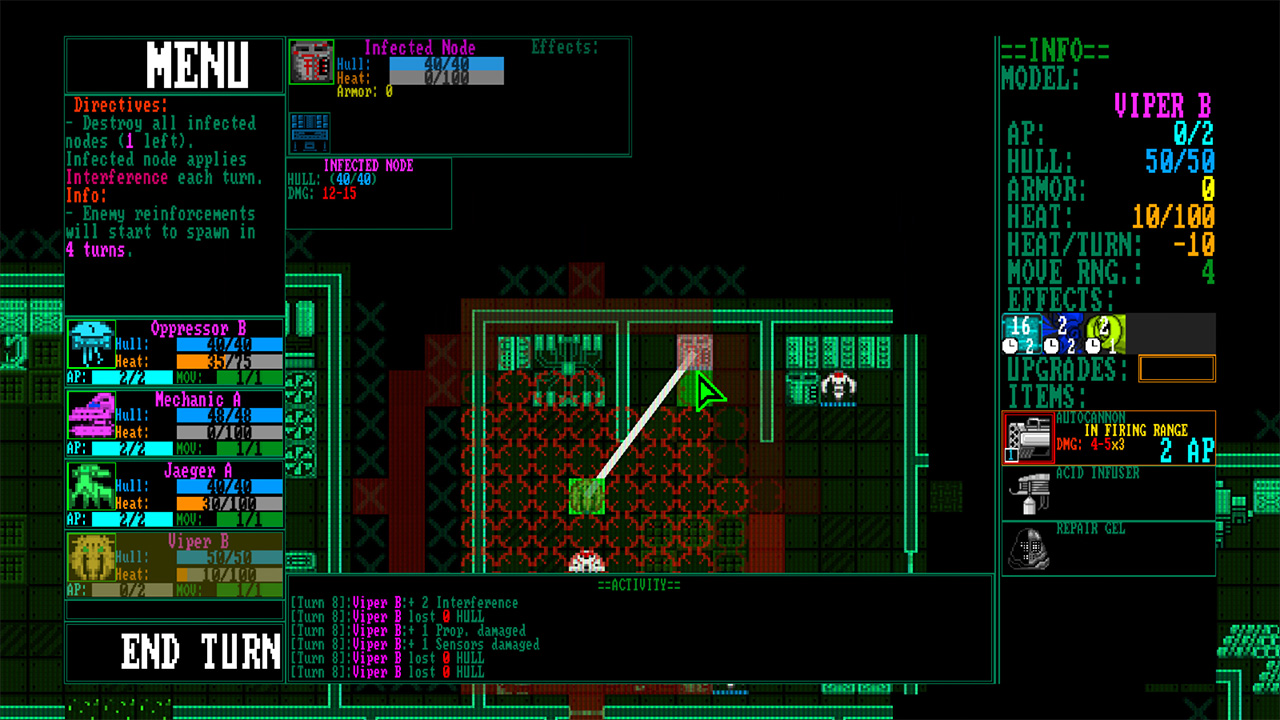 MENU
Directives:
- Destroy all infected
nodes (1 left).
Infected node applies
Interference each turn.
Info:
- Enemy reinforcements
will start to spawn in
4 turns.
Oppressor B
Hull: 40/40
Heat: 35/75
AP: 2/2 MOV: 1/1
Mechanic A
Hull: 48/48
Heat: 0/100
AP: 2/2 MOV: 1/1
Jaeger A
Hull: 40/40
Heat: 30/100
AP: 2/2 MOV: 1/1
Viper B
Hull: 50/50
Heat: 10/100
AP: 0/2 MOV: 1/1
END TURN
Infected Node
Effects:
Hull: 40/40
Heat: 0/100
Armor: 0
INFECTED NODE
HULL: (40/40)
DMG: 12-15
==ACTIVITY==
[Turn 8]:Viper B:+ 2 Interference
[Turn 8]:Viper B lost 0 HULL
[Turn 8]:Viper B:+ 1 Prop. damaged
[Turn 8]:Viper B:+ 1 Sensors damaged
[Turn 8]:Viper B lost 0 HULL
[Turn 8]:Viper B lost 0 HULL
==INFO==
MODEL:
VIPER B
AP: 0/2
HULL: 50/50
ARMOR: 0
HEAT: 10/100
HEAT/TURN: -10
MOVE RNG.: 4
EFFECTS:
16 2 2
2 2 1
UPGRADES:
ITEMS:
AUTOCANNON
IN FIRING RANGE
DMG: 4-5x3
1 2 AP
ACID INFUSER
REPAIR GEL